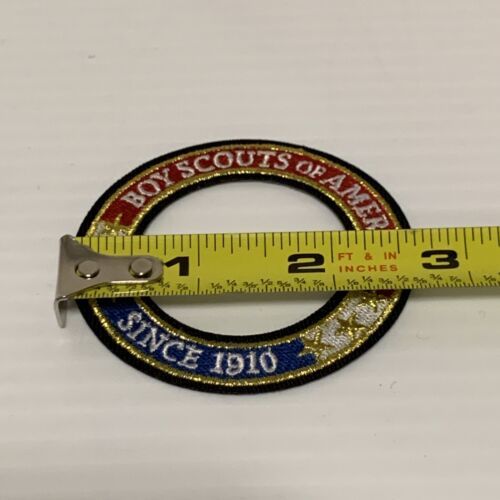 BOY SCOUTS OF AMER
1 2 FT & IN 3
INCHES
SINCE 1910